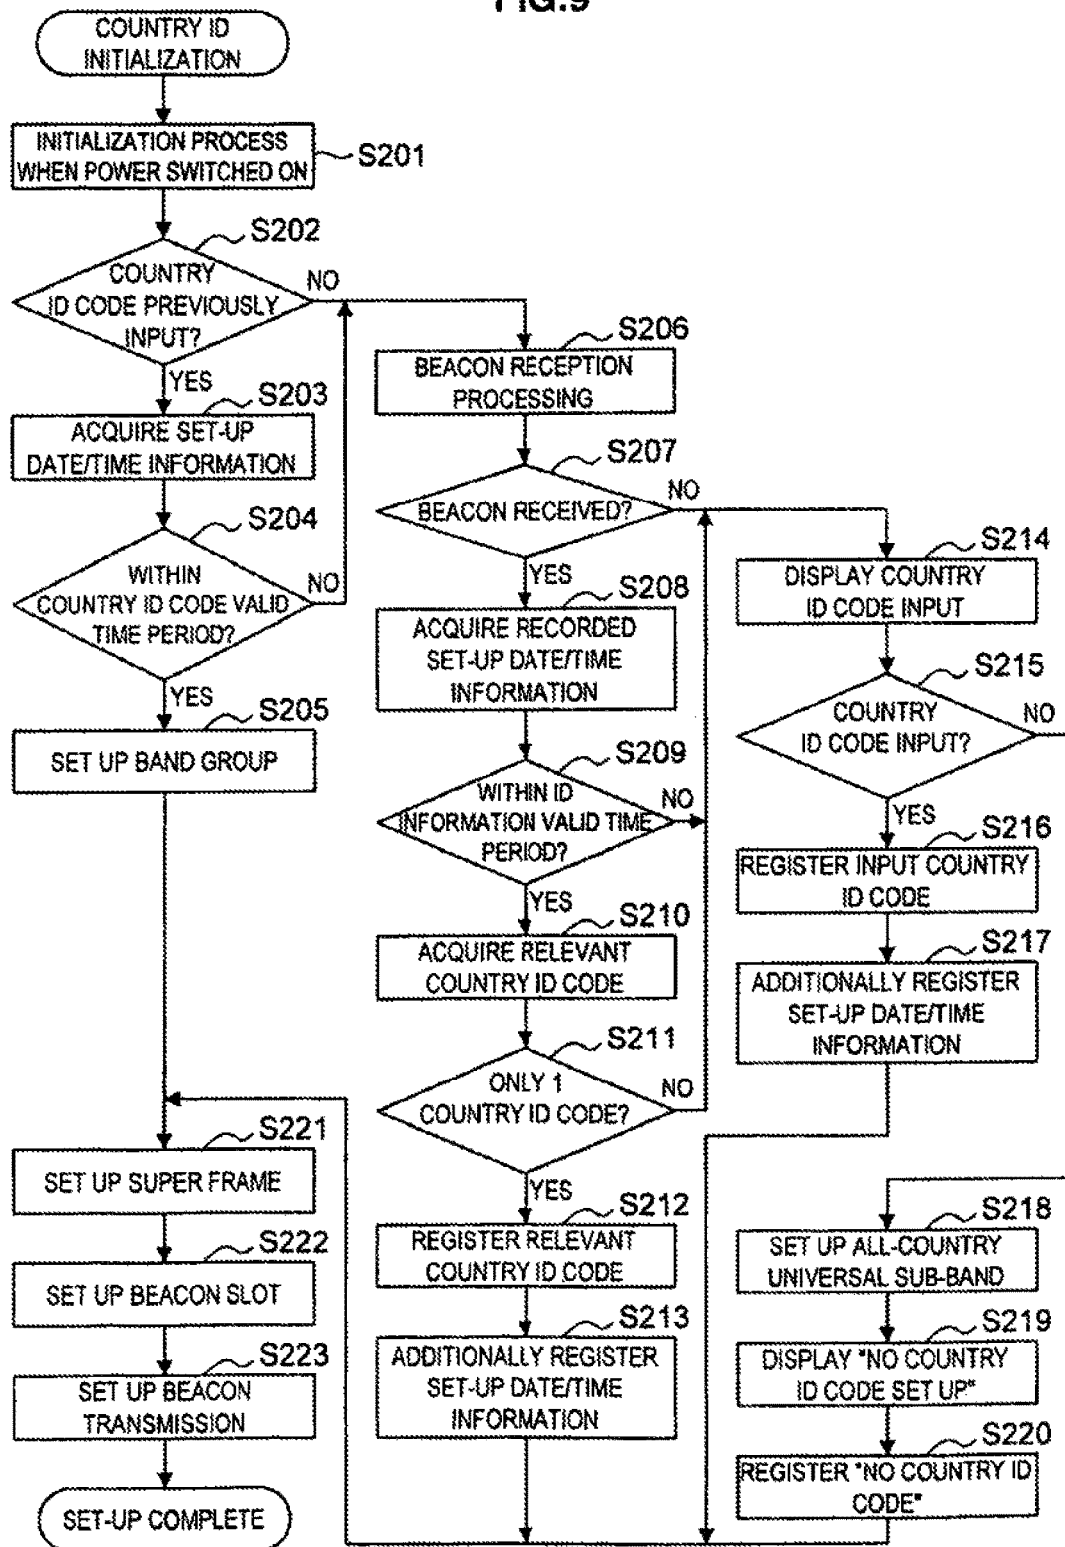 FIG.9
COUNTRY ID
INITIALIZATION
INITIALIZATION PROCESS
WHEN POWER SWITCHED ON
S201
S202
COUNTRY
ID CODE PREVIOUSLY
INPUT?
NO
YES
S203
ACQUIRE SET-UP
DATE/TIME INFORMATION
S204
WITHIN
COUNTRY ID CODE VALID
TIME PERIOD?
NO
YES
S205
SET UP BAND GROUP
S221
SET UP SUPER FRAME
S222
SET UP BEACON SLOT
S223
SET UP BEACON
TRANSMISSION
SET-UP COMPLETE
S206
BEACON RECEPTION
PROCESSING
S207
BEACON RECEIVED?
NO
YES
S208
ACQUIRE RECORDED
SET-UP DATE/TIME
INFORMATION
S209
WITHIN ID
INFORMATION VALID TIME
PERIOD?
NO
YES
S210
ACQUIRE RELEVANT
COUNTRY ID CODE
S211
ONLY 1
COUNTRY ID CODE?
NO
YES
S212
REGISTER RELEVANT
COUNTRY ID CODE
S213
ADDITIONALLY REGISTER
SET-UP DATE/TIME
INFORMATION
S214
DISPLAY COUNTRY
ID CODE INPUT
S215
COUNTRY
ID CODE INPUT?
NO
YES
S216
REGISTER INPUT COUNTRY
ID CODE
S217
ADDITIONALLY REGISTER
SET-UP DATE/TIME
INFORMATION
S218
SET UP ALL-COUNTRY
UNIVERSAL SUB-BAND
S219
DISPLAY "NO COUNTRY
ID CODE SET UP"
S220
REGISTER "NO COUNTRY ID
CODE"